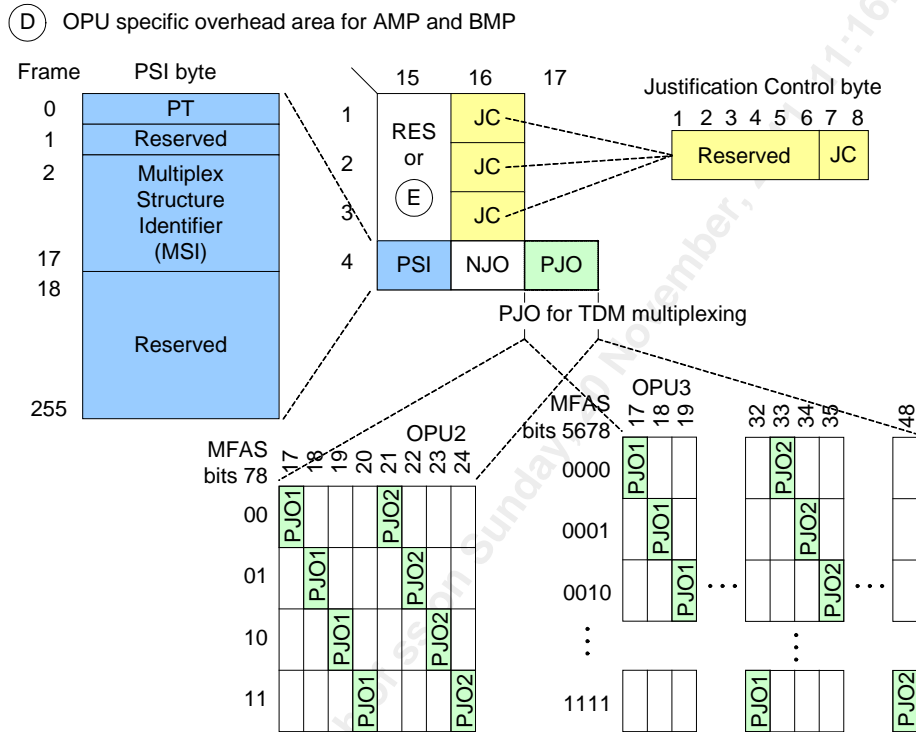 D OPU specific overhead area for AMP and BMP
Frame PSI byte
0 PT
1 Reserved
2 Multiplex
Structure
Identifier
(MSI)
17
18
Reserved
255
15 16 17
1 JC
2 JC
3 JC
RES
or
E
4 PSI NJO PJO
Justification Control byte
1 2 3 4 5 6 7 8
Reserved JC
PJO for TDM multiplexing
MFAS
bits 78
OPU2
17 18 19 20 21 22 23 24
00 PJO1 PJO2
01 PJO1 PJO2
10 PJO1 PJO2
11 PJO1 PJO2
OPU3
MFAS
bits 5678
17 18 19 32 33 34 35 48
0000 PJO1 PJO2
0001 PJO1 PJO2
0010 PJO1 ... PJO2 ...
1111 PJO1 PJO2